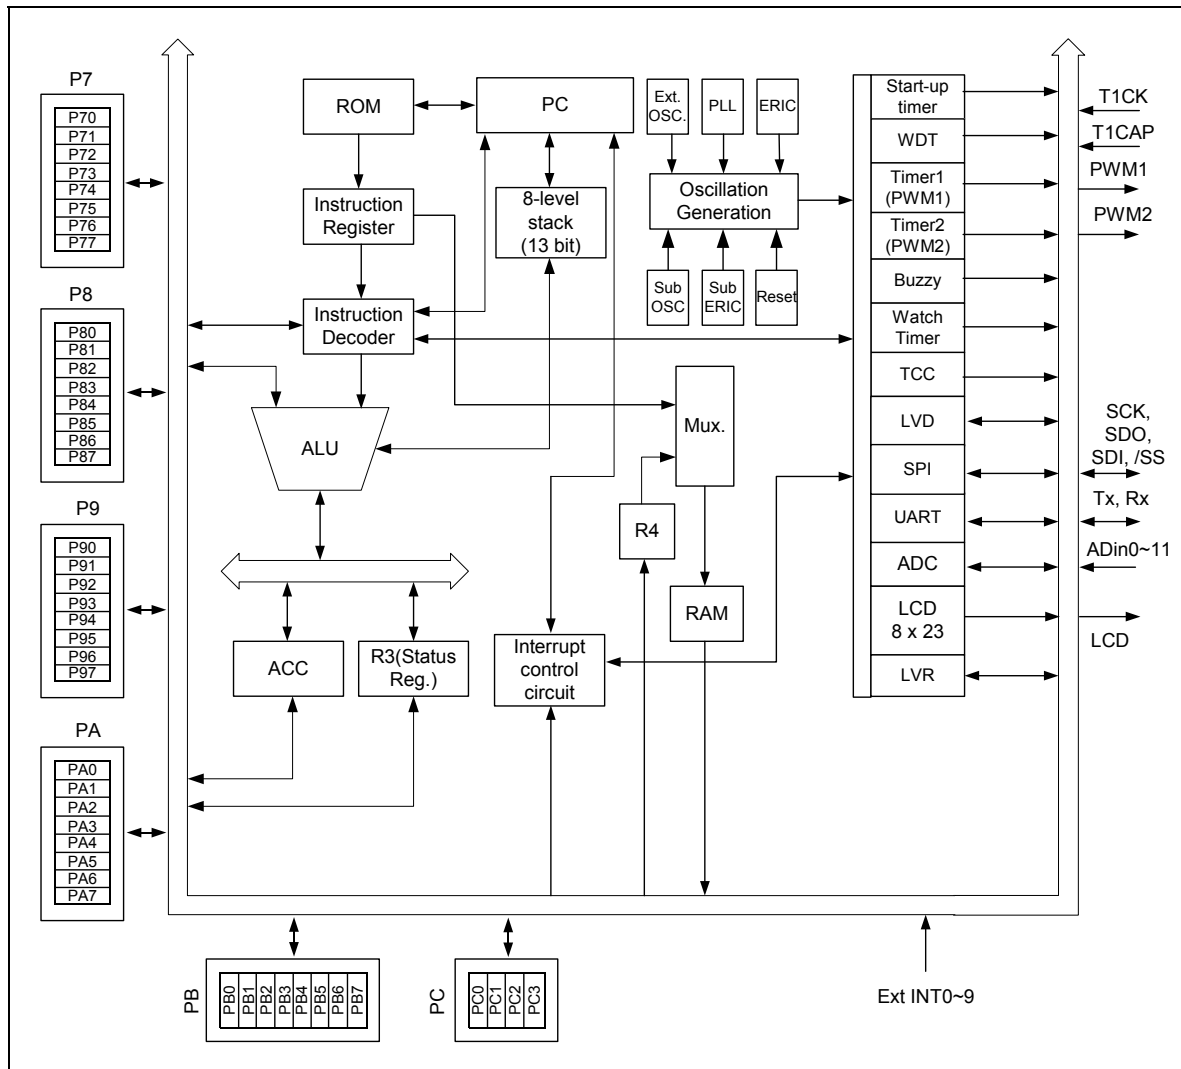 P7
P70
P71
P72
P73
P74
P75
P76
P77
P8
P80
P81
P82
P83
P84
P85
P86
P87
P9
P90
P91
P92
P93
P94
P95
P96
P97
PA
PA0
PA1
PA2
PA3
PA4
PA5
PA6
PA7
ROM
PC
Instruction
Register
8-level
stack
(13 bit)
Instruction
Decoder
ALU
ACC
R3(Status
Reg.)
Ext.
OSC.
PLL
ERIC
Oscillation
Generation
Sub
OSC
Sub
ERIC
Reset
Mux.
R4
RAM
Interrupt
control
circuit
Start-up
timer
WDT
Timer1
(PWM1)
Timer2
(PWM2)
Buzzy
Watch
Timer
TCC
LVD
SPI
UART
ADC
LCD
8 x 23
LVR
T1CK
T1CAP
PWM1
PWM2
SCK,
SDO,
SDI, /SS
Tx, Rx
ADin0~11
LCD
PB
PB0
PB1
PB2
PB3
PB4
PB5
PB6
PB7
PC
PC0
PC1
PC2
PC3
Ext INT0~9